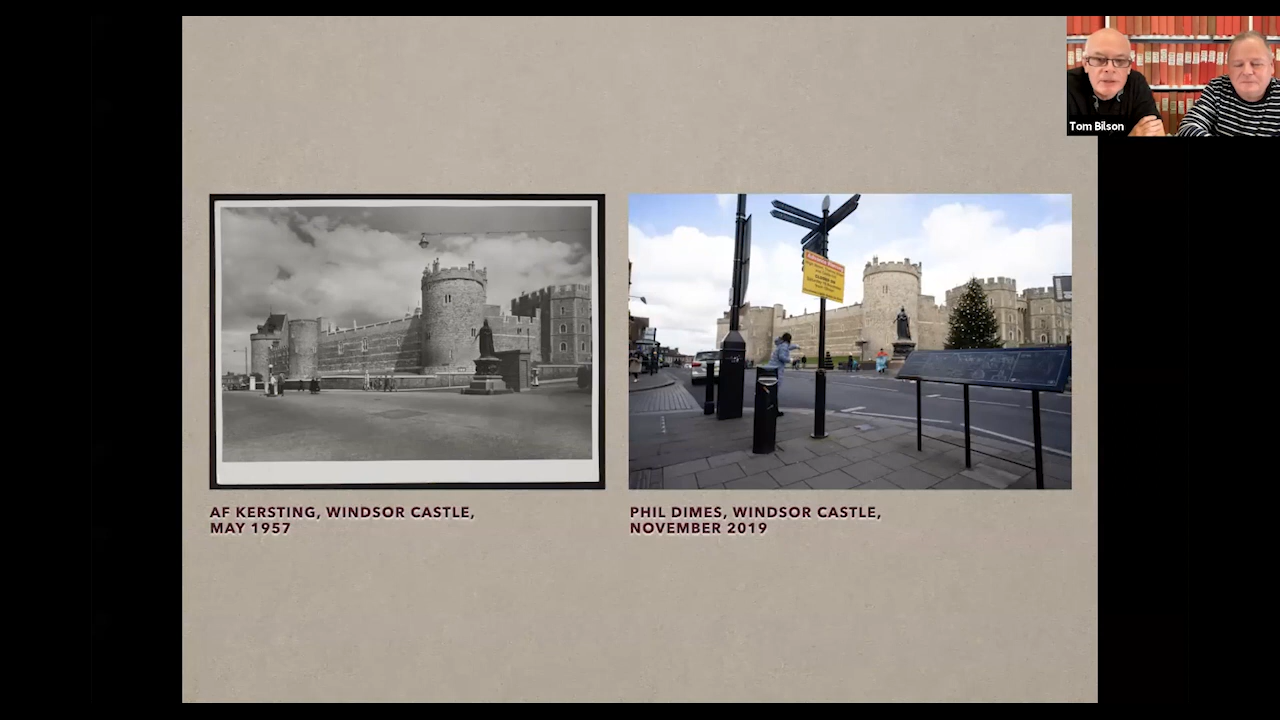 Tom Bilson
AF KERSTING, WINDSOR CASTLE,
MAY 1957
PHIL DIMES, WINDSOR CASTLE,
NOVEMBER 2019